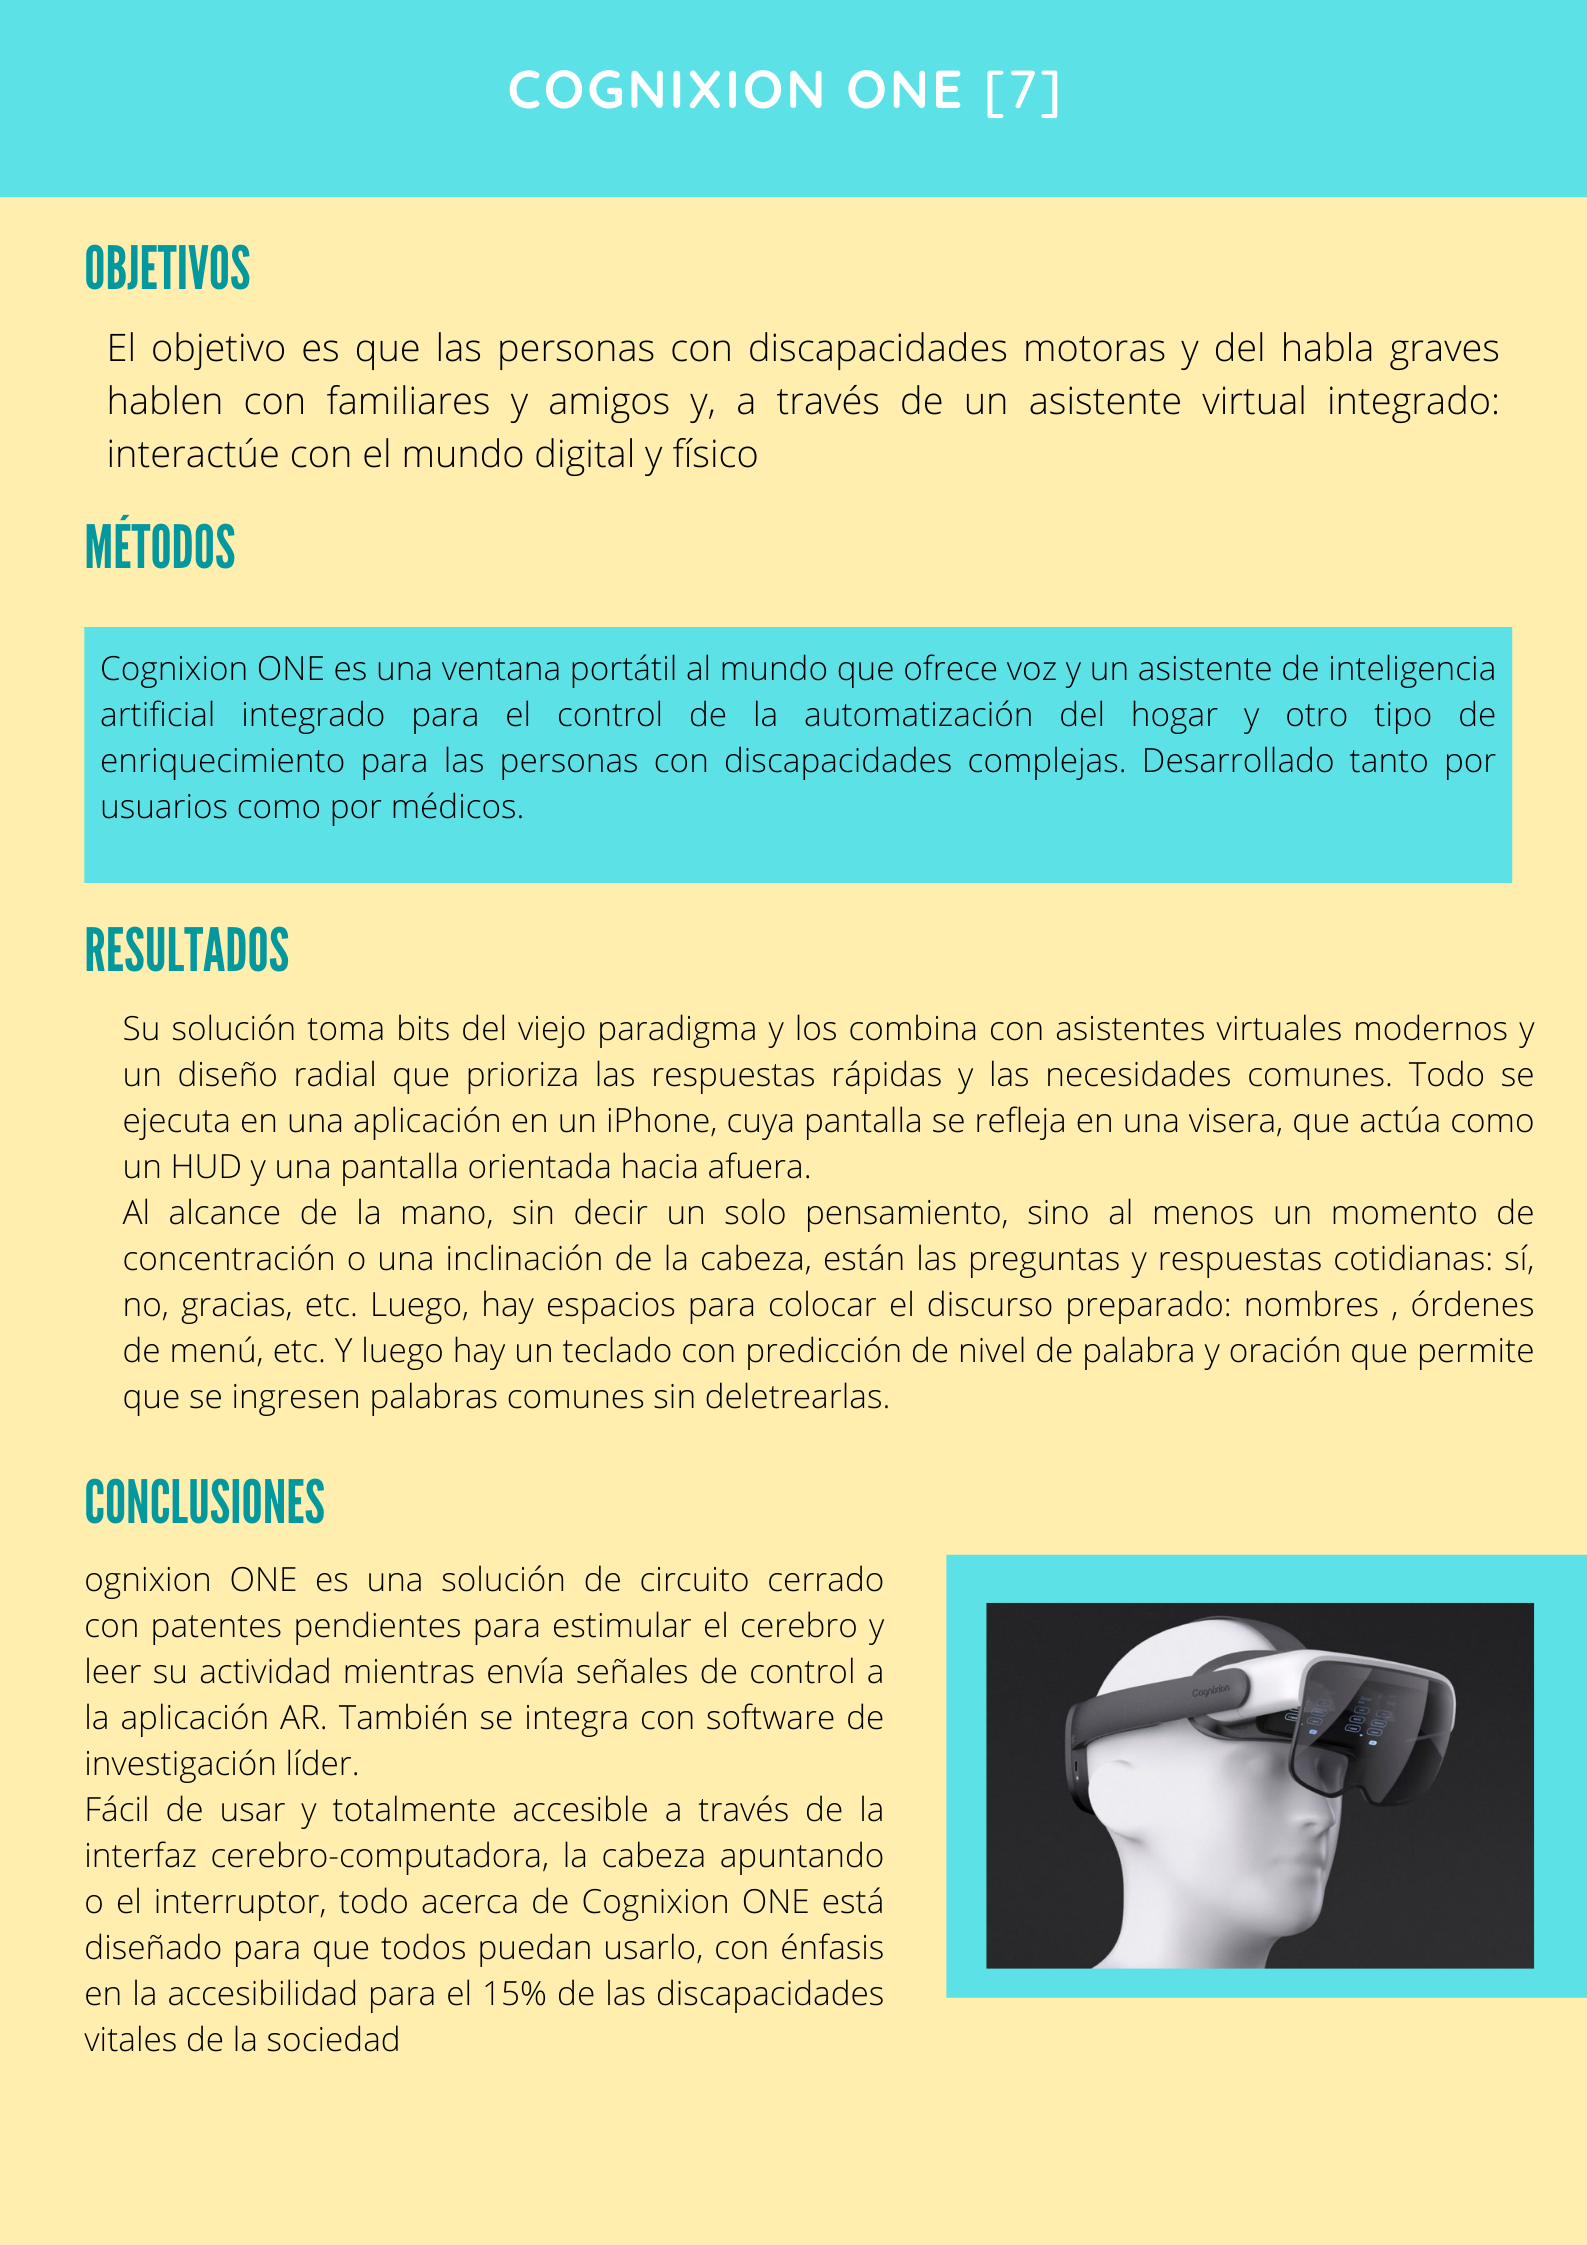 COGNIXION ONE [7]
OBJETIVOS
El objetivo es que las personas con discapacidades motoras y del habla graves
hablen con familiares y amigos y, a través de un asistente virtual integrado:
interactúe con el mundo digital y físico
MÉTODOS
Cognixion ONE es una ventana portátil al mundo que ofrece voz y un asistente de inteligencia
artificial integrado para el control de la automatización del hogar y otro tipo de
enriquecimiento para las personas con discapacidades complejas. Desarrollado tanto por
usuarios como por médicos.
RESULTADOS
Su solución toma bits del viejo paradigma y los combina con asistentes virtuales modernos y
un diseño radial que prioriza las respuestas rápidas y las necesidades comunes. Todo se
ejecuta en una aplicación en un iPhone, cuya pantalla se refleja en una visera, que actúa como
un HUD y una pantalla orientada hacia afuera.
Al alcance de la mano, sin decir un solo pensamiento, sino al menos un momento de
concentración o una inclinación de la cabeza, están las preguntas y respuestas cotidianas: sí,
no, gracias, etc. Luego, hay espacios para colocar el discurso preparado: nombres , órdenes
de menú, etc. Y luego hay un teclado con predicción de nivel de palabra y oración que permite
que se ingresen palabras comunes sin deletrearlas.
CONCLUSIONES
ognixion ONE es una solución de circuito cerrado
con patentes pendientes para estimular el cerebro y
leer su actividad mientras envía señales de control a
la aplicación AR. También se integra con software de
investigación líder.
Fácil de usar y totalmente accesible a través de la
interfaz cerebro-computadora, la cabeza apuntando
o el interruptor, todo acerca de Cognixion ONE está
diseñado para que todos puedan usarlo, con énfasis
en la accesibilidad para el 15% de las discapacidades
vitales de la sociedad
Cognixion